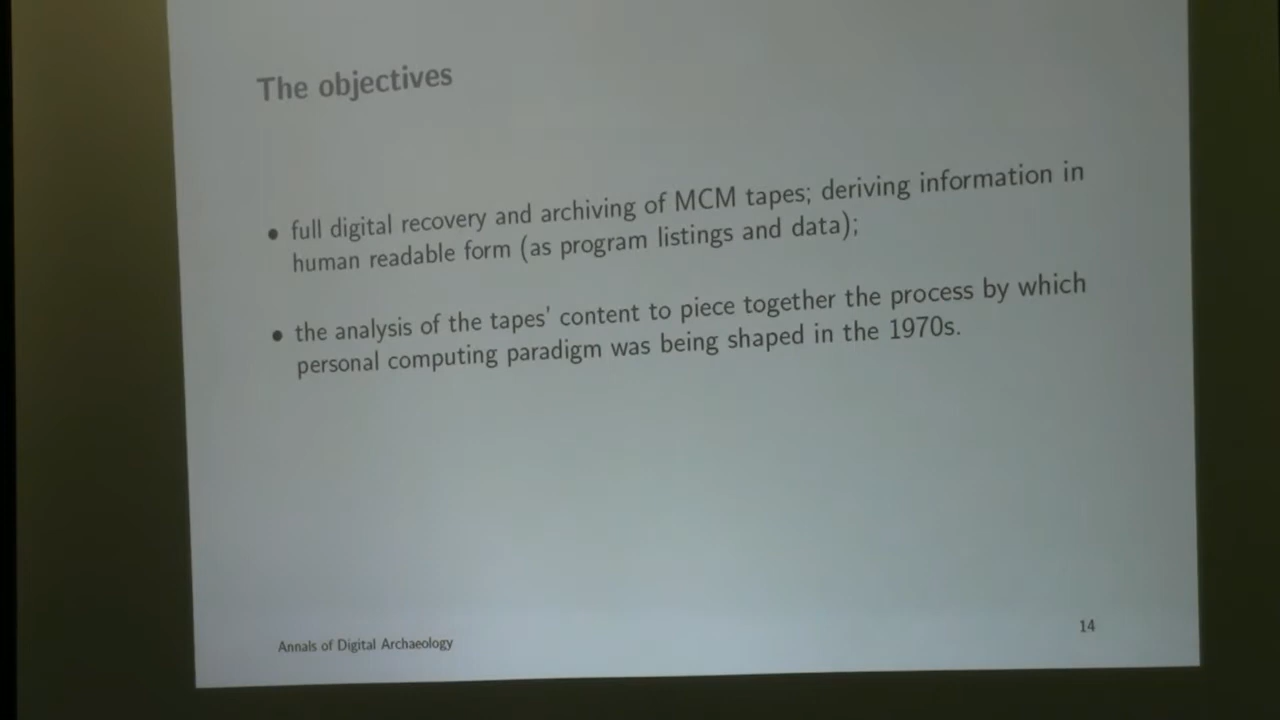 The objectives
• full digital recovery and archiving of MCM tapes; deriving information in
human readable form (as program listings and data);
• the analysis of the tapes' content to piece together the process by which
personal computing paradigm was being shaped in the 1970s.
Annals of Digital Archaeology
14